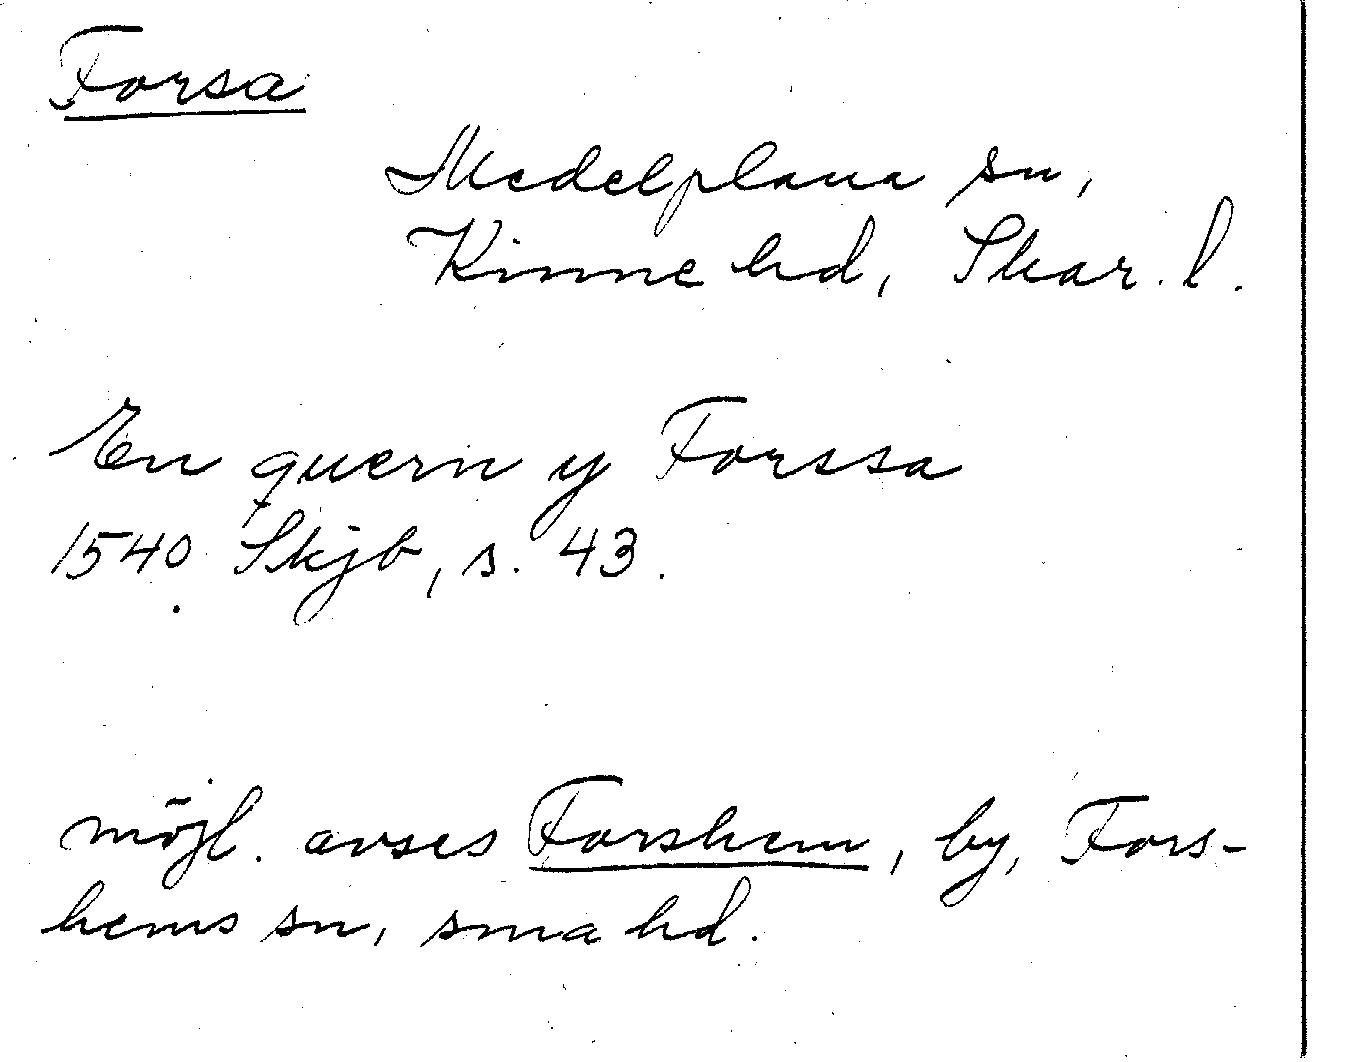 Forsa
Medelplana sn,
Kinne hd, Skar. l.
En quern y Forssa
1540 Skjb, s. 43.
möjl. avses Forshem, by, Fors-
hems sn, sma hd.